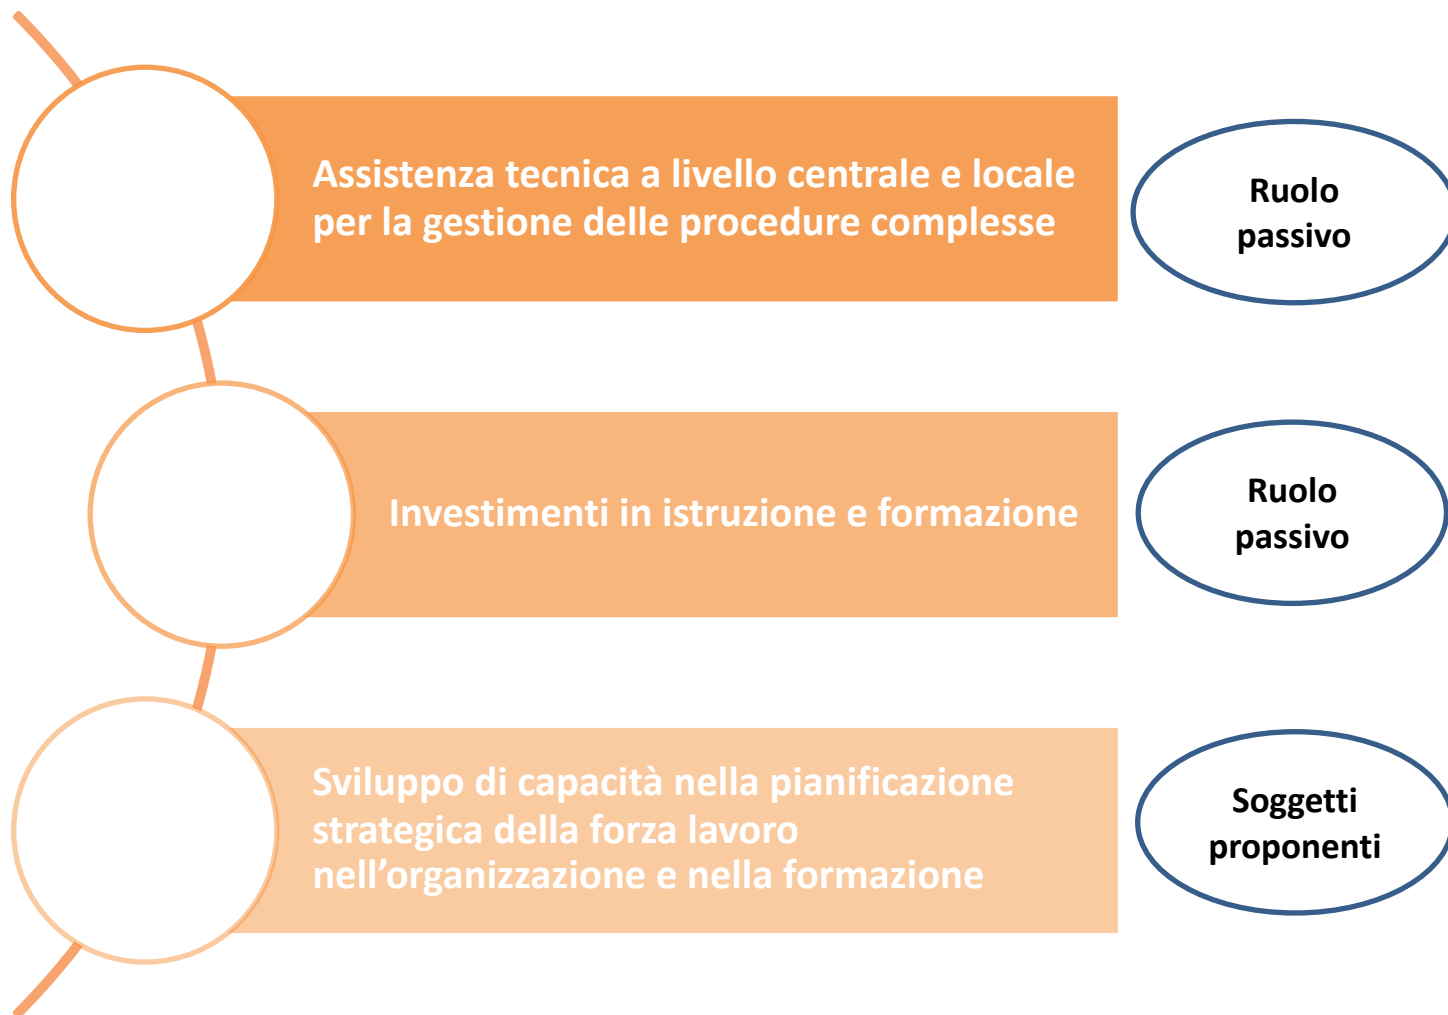 Assistenza tecnica a livello centrale e locale
per la gestione delle procedure complesse
Ruolo
passivo
Investimenti in istruzione e formazione
Ruolo
passivo
Sviluppo di capacità nella pianificazione
strategica della forza lavoro
nell’organizzazione e nella formazione
Soggetti
proponenti